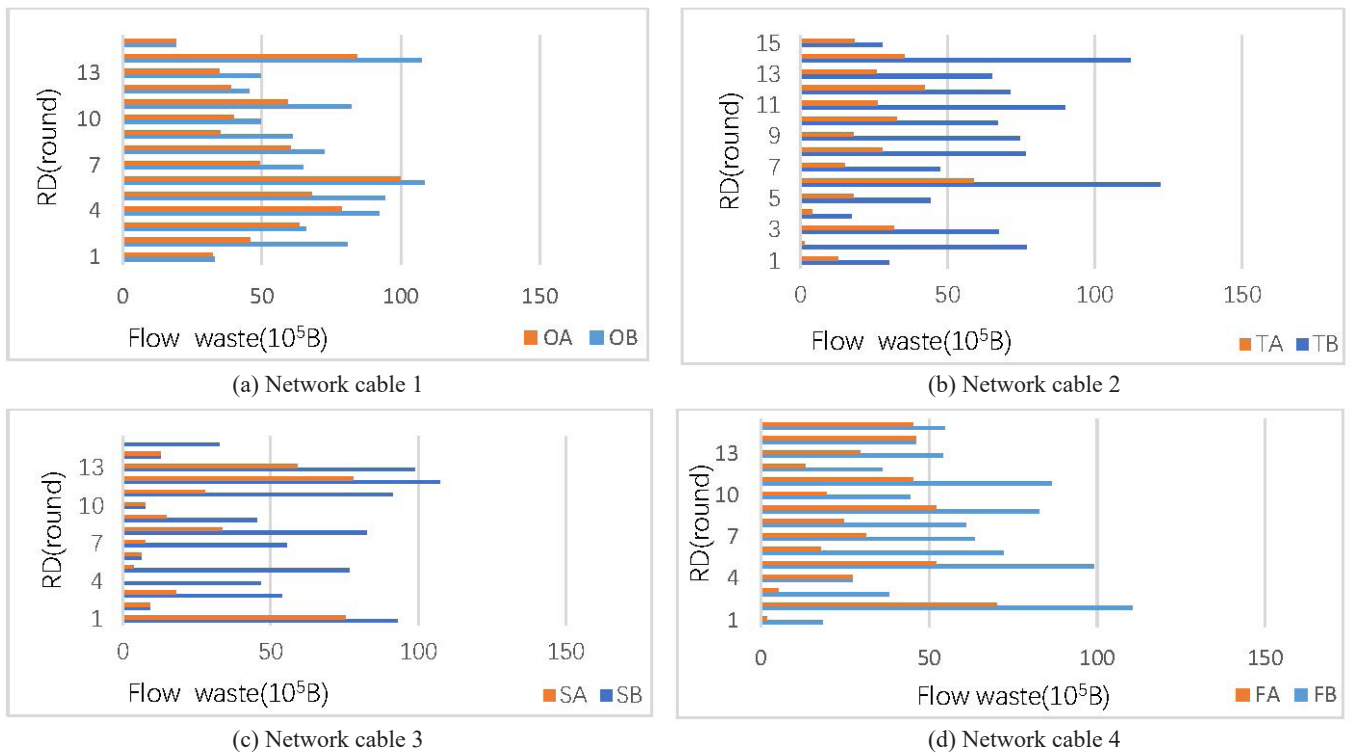 RD(round)
13
10
7
4
1
0 50 100 150
Flow waste(10⁵B)
OA OB
(a) Network cable 1
RD(round)
15
13
11
9
7
5
3
1
0 50 100 150
Flow waste(10⁵B)
TA TB
(b) Network cable 2
RD(round)
13
10
7
4
1
0 50 100 150
Flow waste(10⁵B)
SA SB
(c) Network cable 3
RD(round)
13
10
7
4
1
0 50 100 150
Flow waste(10⁵B)
FA FB
(d) Network cable 4